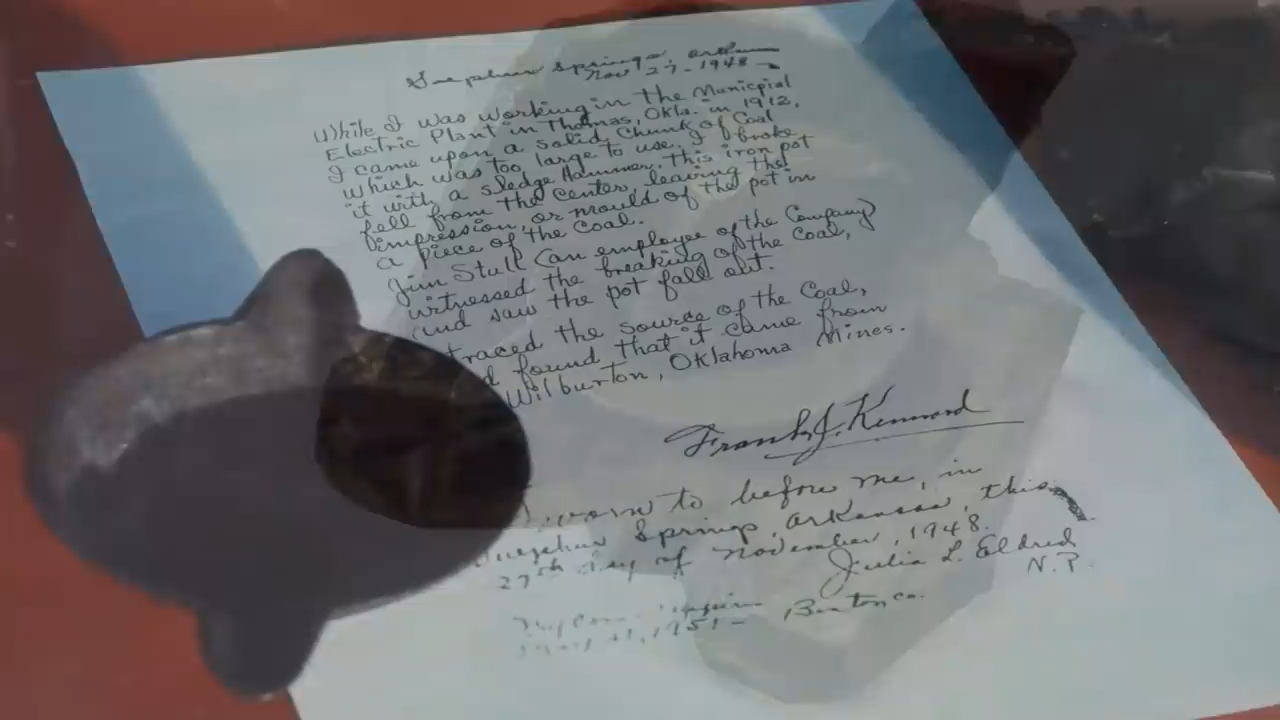 Sulphur Springs, Arkansas
Nov 27-1948
While I was working in the Municpial
Electric Plant in Thomas, Okla. in 1912,
I came upon a solid Chunk of Coal
which was too large to use. I broke
it with a sledge Hammer. This iron pot
fell from the center, leaving the
impression, or mould of the pot in
a piece of the coal.
Jim Stull (an employee of the Company)
witnessed the breaking of the coal,
and saw the pot fall out.
traced the source of the Coal,
found that it came from
Wilburton, Oklahoma Mines.
Frank J. Kennard
worn to before me, in
Sulphur Springs, Arkansas, this
27th day of November, 1948.
Julia L. Eldred
N.P.
Benton Co.
1951-